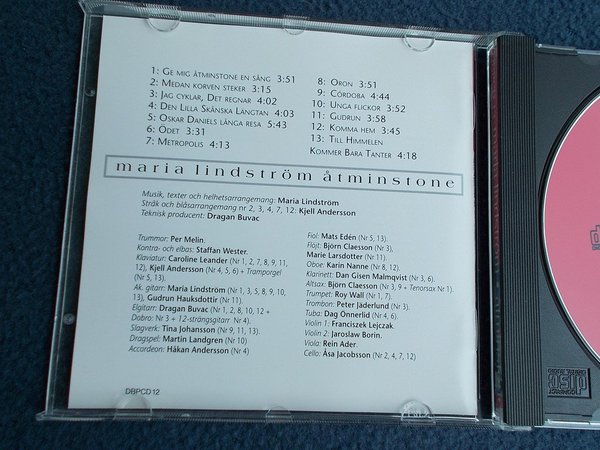 1: Ge mig åtminstone en sång 3:51
2: Medan korven steker 3:15
3: Jag cyklar, Det regnar 4:02
4: Den Lilla Skånska Längtan 4:03
5: Oskar Daniels långa resa 5:43
6: Ödet 3:31
7: Metropolis 4:13
8: Oron 3:51
9: Córdoba 4:44
10: Unga flickor 3:52
11: Gudrun 3:58
12: Komma hem 3:45
13: Till Himmelen
Kommer Bara Tanter 4:18
maria lindström åtminstone
Musik, texter och helhetsarrangemang: Maria Lindström
Stråk och blåsarrangemang nr 2, 3, 4, 7, 12: Kjell Andersson
Teknisk producent: Dragan Buvac
Trummor: Per Melin.
Kontra- och elbas: Staffan Wester.
Klaviatur: Caroline Leander (Nr 1, 2, 7, 8, 9, 11,
12), Kjell Andersson (Nr 4, 5, 6) + Tramporgel
(Nr 5, 13).
Ak. gitarr: Maria Lindström (Nr 1, 3, 5, 8, 9, 10,
13), Gudrun Hauksdottir (Nr 11).
Elgitarr: Dragan Buvac (Nr 1, 2, 8, 10, 12 +
Dobro: Nr 3 + 12-strängsgitarr Nr 4).
Slagverk: Tina Johansson (Nr 9, 11, 13).
Dragspel: Martin Landgren (Nr 10)
Accordeon: Håkan Andersson (Nr 4)
Fiol: Mats Edén (Nr 5, 13).
Flöjt: Björn Claesson (Nr 3),
Marie Larsdotter (Nr 11).
Oboe: Karin Nanne (Nr 8, 12).
Klarinett: Dan Gisen Malmqvist (Nr 3, 6).
Altsax: Björn Claesson (Nr 3, 9 + Tenorsax Nr 1).
Trumpet: Roy Wall (Nr 1, 7).
Trombon: Peter Jäderlund (Nr 3).
Tuba: Dag Önnerlid (Nr 4, 6).
Violin 1: Franciszek Lejczak.
Violin 2: Jaroslaw Borin.
Viola: Rein Ader.
Cello: Åsa Jacobsson (Nr 2, 4, 7, 12)
DBPCD 12
COMPACT
disc
DIGITAL AUDIO